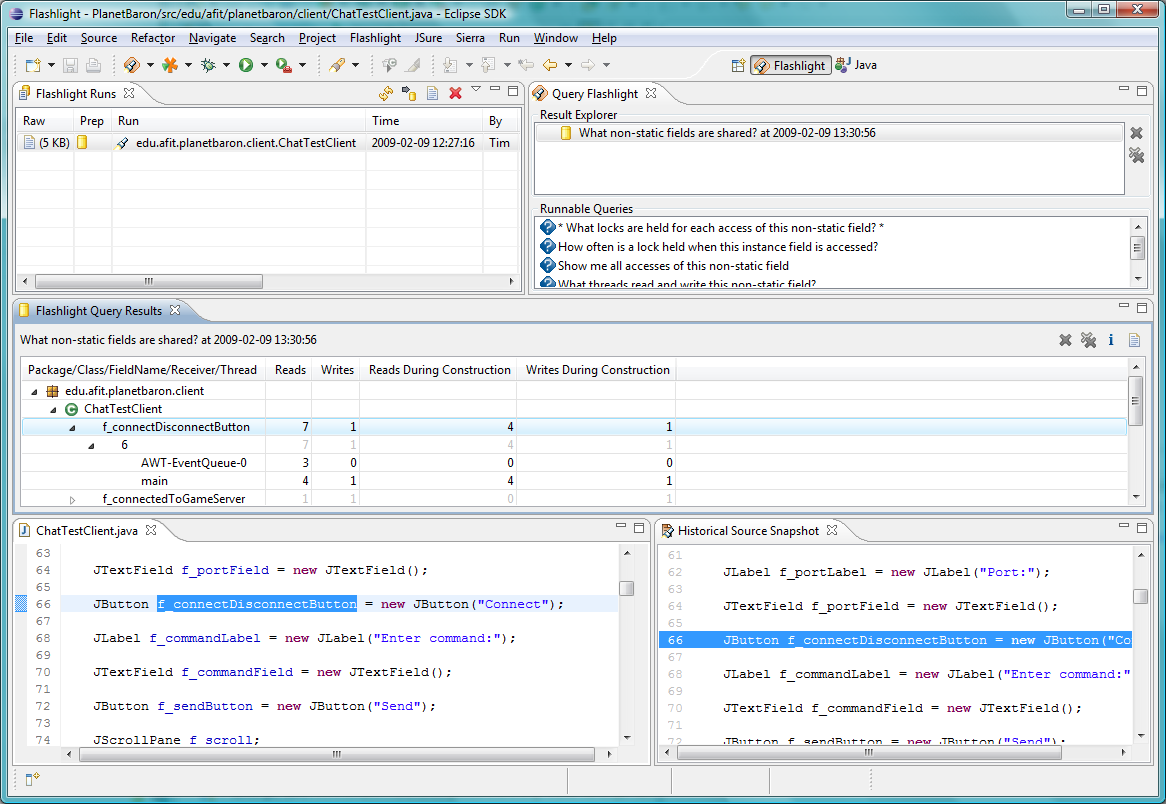 Flashlight - PlanetBaron/src/edu/afit/planetbaron/client/ChatTestClient.java - Eclipse SDK
File Edit Source Refactor Navigate Search Project Flashlight JSure Sierra Run Window Help
Flashlight Java
Flashlight Runs
Raw Prep Run Time By
(5 KB) edu.afit.planetbaron.client.ChatTestClient 2009-02-09 12:27:16 Tim
Query Flashlight
Result Explorer
What non-static fields are shared? at 2009-02-09 13:30:56
Runnable Queries
* What locks are held for each access of this non-static field? *
How often is a lock held when this instance field is accessed?
Show me all accesses of this non-static field
What threads read and write this non-static field?
Flashlight Query Results
What non-static fields are shared? at 2009-02-09 13:30:56
Package/Class/FieldName/Receiver/Thread Reads Writes Reads During Construction Writes During Construction
edu.afit.planetbaron.client
ChatTestClient
f_connectDisconnectButton 7 1 4 1
6 7 1 4 1
AWT-EventQueue-0 3 0 0 0
main 4 1 4 1
f_connectedToGameServer 1 1 0 1
ChatTestClient.java
63
64 JTextField f_portField = new JTextField();
65
66 JButton f_connectDisconnectButton = new JButton("Connect");
67
68 JLabel f_commandLabel = new JLabel("Enter command:");
69
70 JTextField f_commandField = new JTextField();
71
72 JButton f_sendButton = new JButton("Send");
73
74 JScrollPane f_scroll;
Historical Source Snapshot
61
62 JLabel f_portLabel = new JLabel("Port:");
63
64 JTextField f_portField = new JTextField();
65
66 JButton f_connectDisconnectButton = new JButton("Co
67
68 JLabel f_commandLabel = new JLabel("Enter command:"
69
70 JTextField f_commandField = new JTextField();
71
72 JButton f_sendButton = new JButton("Send");